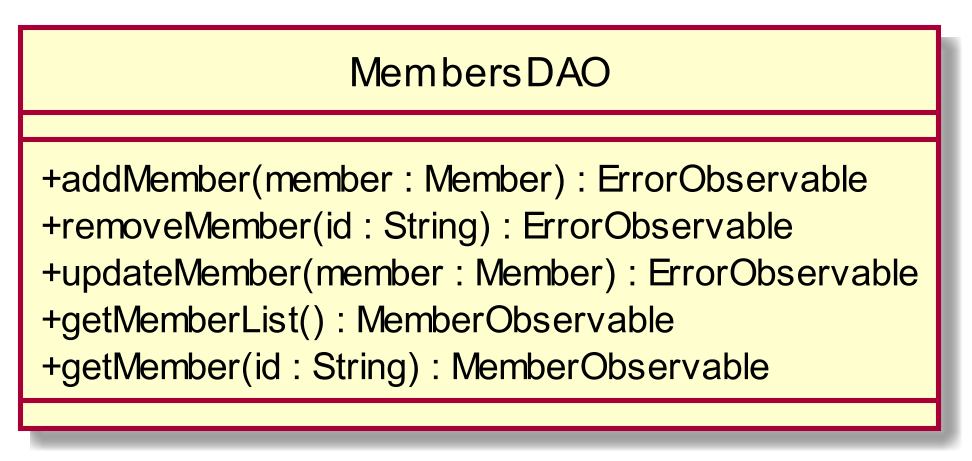 MembersDAO
+addMember(member : Member) : ErrorObservable
+removeMember(id : String) : ErrorObservable
+updateMember(member : Member) : ErrorObservable
+getMemberList() : MemberObservable
+getMember(id : String) : MemberObservable